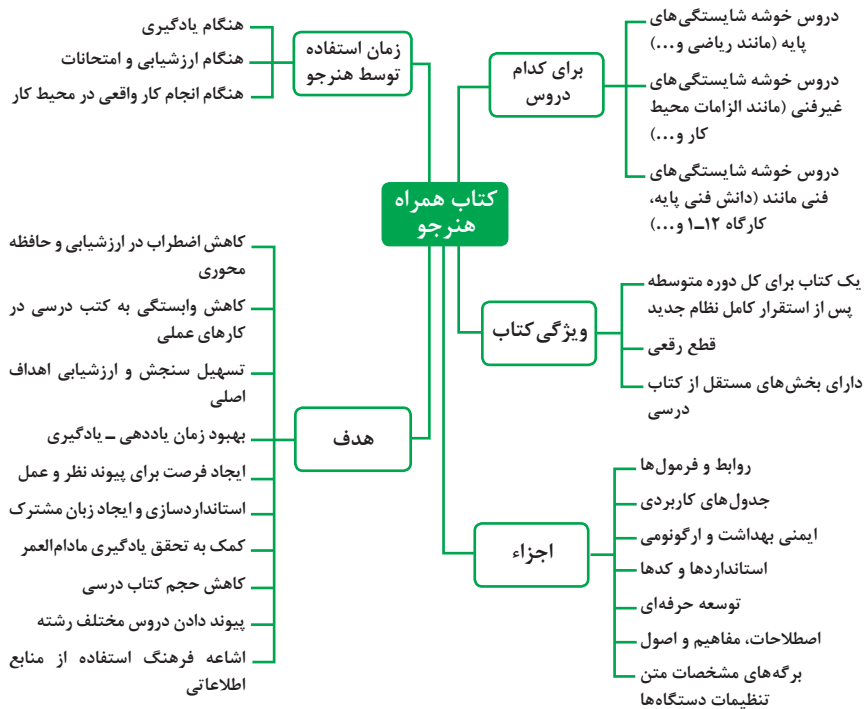 کتاب همراه
هنرجو
برای کدام
دروس
دروس خوشه شایستگی‌های
پایه (مانند ریاضی و...)
دروس خوشه شایستگی‌های
غیرفنی (مانند الزامات محیط
کار و...)
دروس خوشه شایستگی‌های
فنی مانند (دانش فنی پایه،
کارگاه ۱۲ـ۱ و...)
ویژگی کتاب
یک کتاب برای کل دوره متوسطه
پس از استقرار کامل نظام جدید
قطع رقعی
دارای بخش‌های مستقل از کتاب
درسی
اجزاء
روابط و فرمول‌ها
جدول‌های کاربردی
ایمنی بهداشت و ارگونومی
استانداردها و کدها
توسعه حرفه‌ای
اصطلاحات، مفاهیم و اصول
برگه‌های مشخصات متن
تنظیمات دستگاه‌ها
زمان استفاده
توسط هنرجو
هنگام یادگیری
هنگام ارزشیابی و امتحانات
هنگام انجام کار واقعی در محیط کار
هدف
کاهش اضطراب در ارزشیابی و حافظه
محوری
کاهش وابستگی به کتب درسی در
کارهای عملی
تسهیل سنجش و ارزشیابی اهداف
اصلی
بهبود زمان یاددهی ـ یادگیری
ایجاد فرصت برای پیوند نظر و عمل
استانداردسازی و ایجاد زبان مشترک
کمک به تحقق یادگیری مادام‌العمر
کاهش حجم کتاب درسی
پیوند دادن دروس مختلف رشته
اشاعه فرهنگ استفاده از منابع
اطلاعاتی